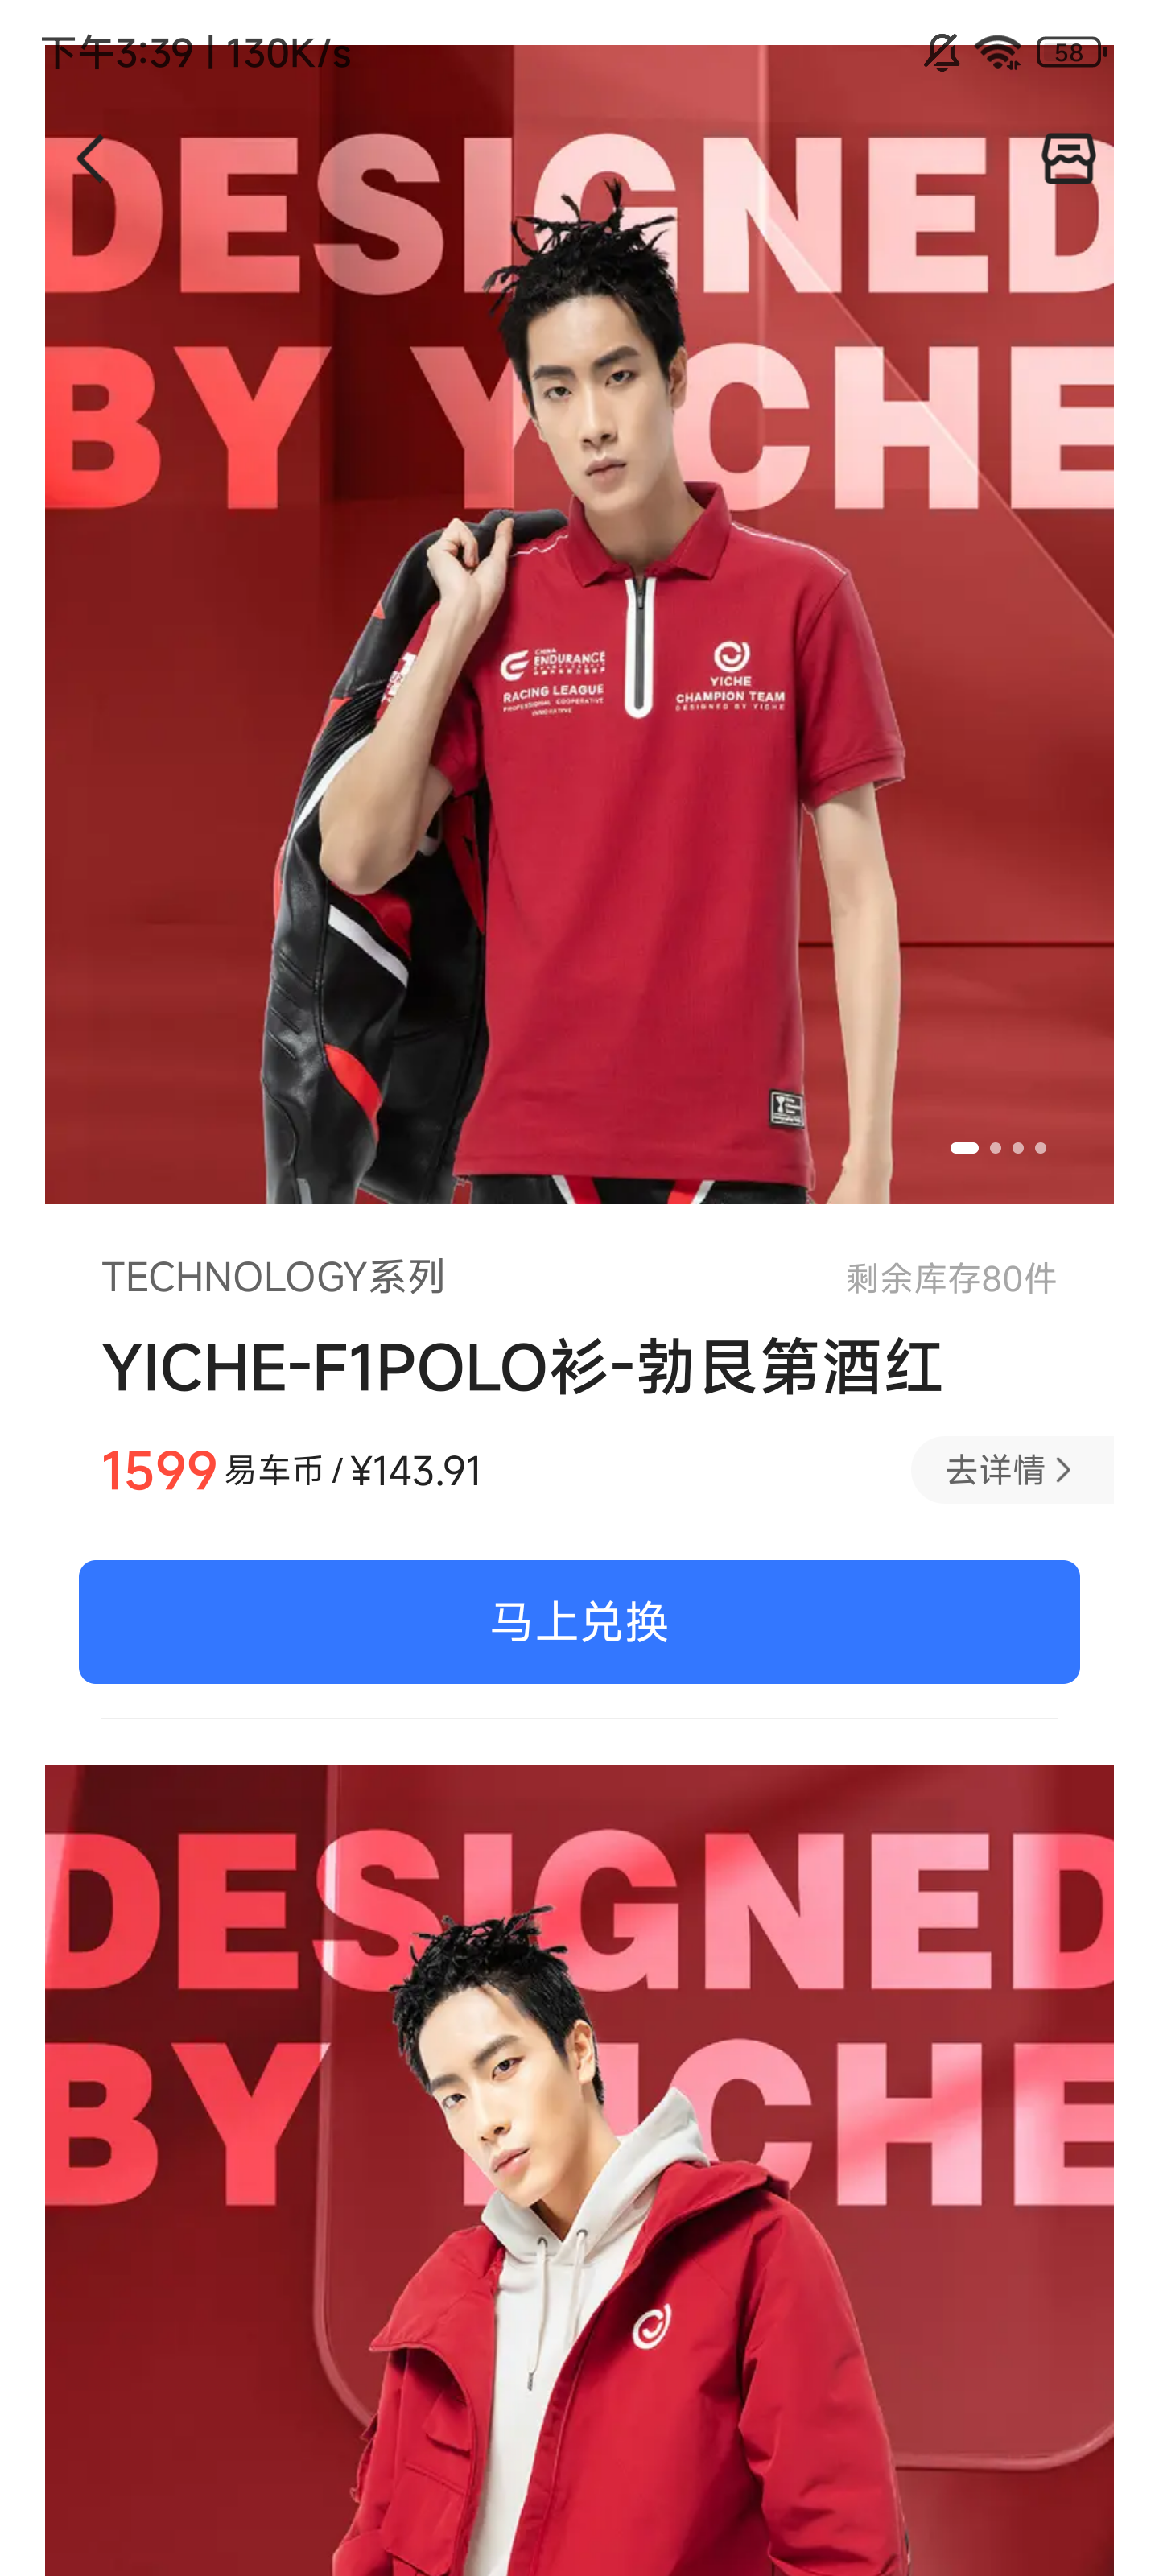 下午3:39 | 130K/s
58
DESIGNED
BY YICHE
CHINA
ENDURANCE
RACING LEAGUE
PROFESSIONAL COOPERATIVE
INNOVATIVE
YICHE
CHAMPION TEAM
DESIGNED BY YICHE
TECHNOLOGY系列
剩余库存80件
YICHE-F1POLO衫-勃艮第酒红
1599 易车币 / ¥143.91
去详情
马上兑换
DESIGNED
BY YICHE